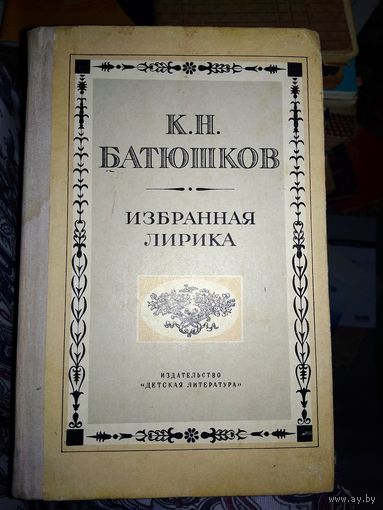 К.Н.
БАТЮШКОВ
ИЗБРАННАЯ
ЛИРИКА
ИЗДАТЕЛЬСТВО
"ДЕТСКАЯ ЛИТЕРАТУРА"
www.ay.by